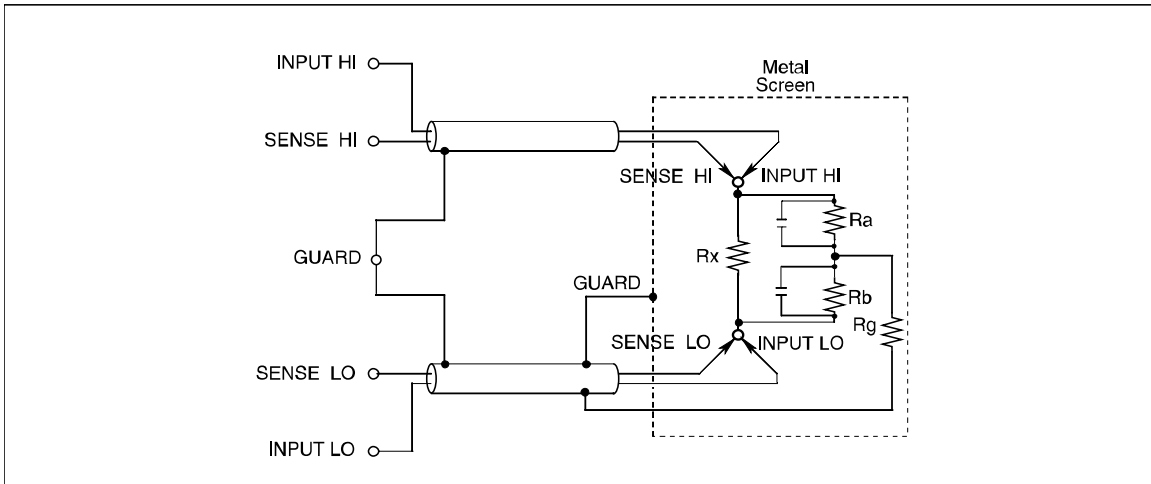 INPUT HI
Metal
Screen
SENSE HI
SENSE HI
INPUT HI
Ra
Rx
GUARD
GUARD
Rb
Rg
SENSE LO
INPUT LO
SENSE LO
INPUT LO